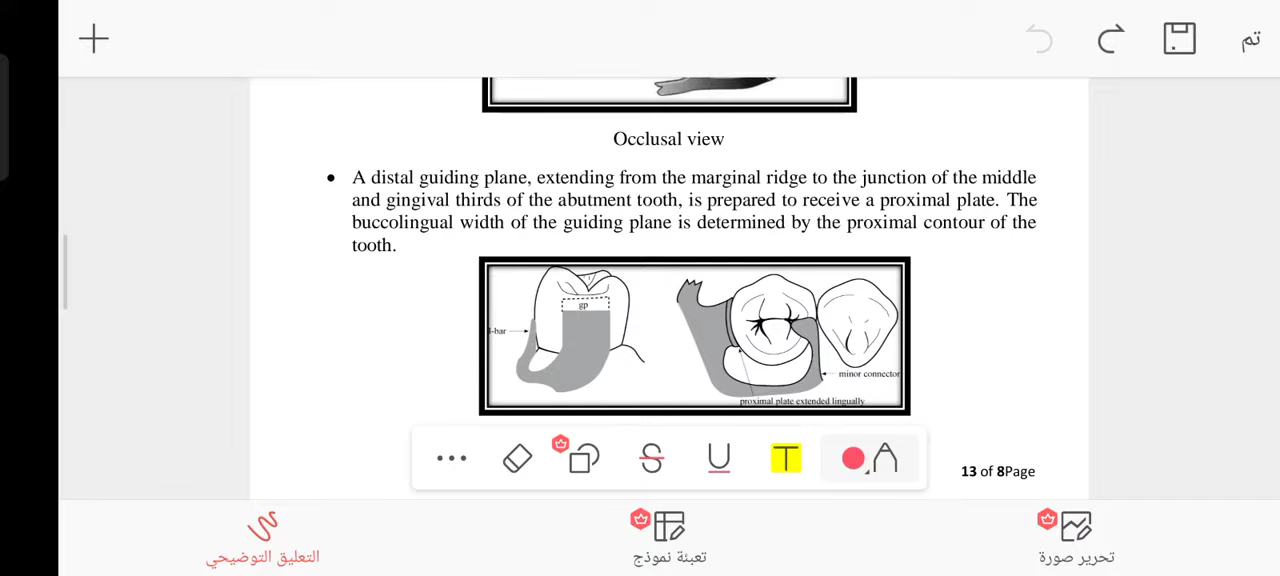 تم
Occlusal view
• A distal guiding plane, extending from the marginal ridge to the junction of the middle
and gingival thirds of the abutment tooth, is prepared to receive a proximal plate. The
buccolingual width of the guiding plane is determined by the proximal contour of the
tooth.
gp
I-bar
minor connector
proximal plate extended lingually
S U T A
13 of 8Page
التعليق التوضيحي
تعبئة نموذج
تحرير صورة